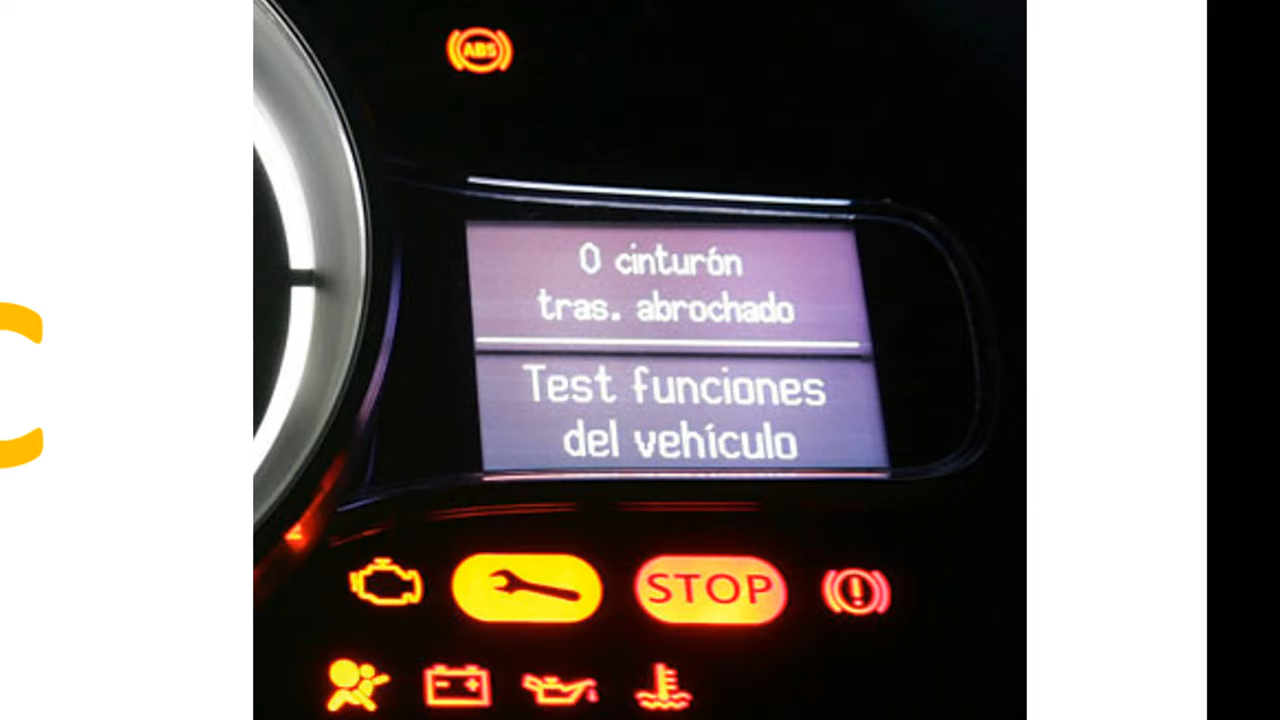 ABS
0 cinturón
tras. abrochado
Test funciones
del vehículo
STOP